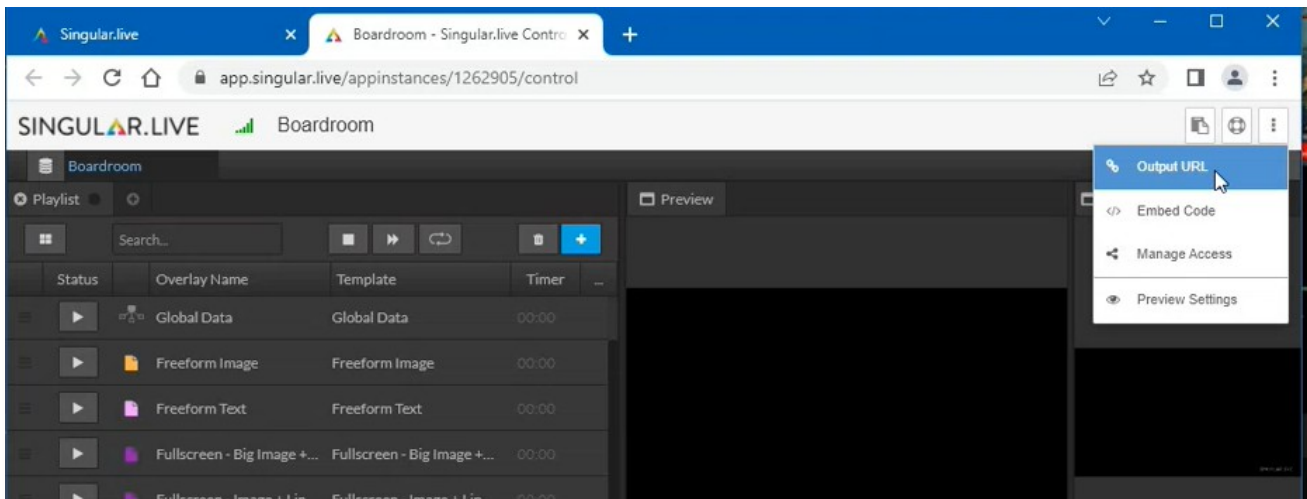 Singular.live
Boardroom - Singular.live Contro
app.singular.live/appinstances/1262905/control
SINGULAR.LIVE Boardroom
Boardroom
Output URL
Playlist
Preview
Embed Code
Search...
Manage Access
Status Overlay Name Template Timer ...
Preview Settings
Global Data Global Data 00:00
Freeform Image Freeform Image 00:00
Freeform Text Freeform Text 00:00
Fullscreen - Big Image +... Fullscreen - Big Image +... 00:00